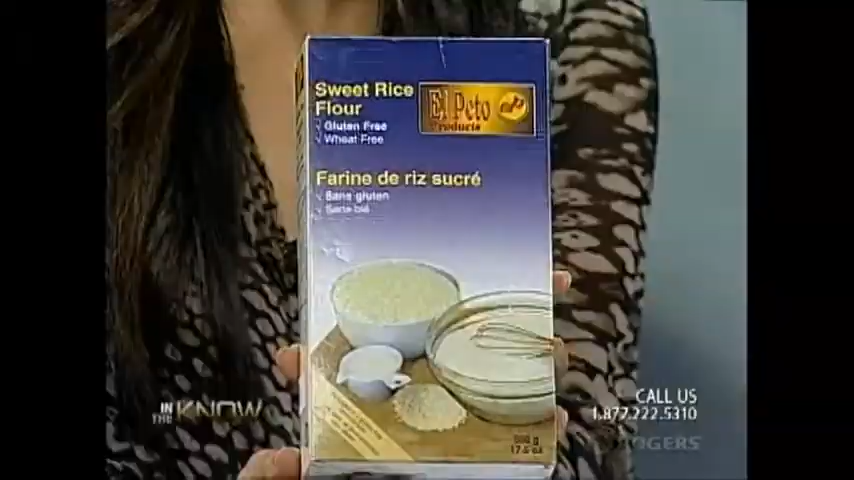 Sweet Rice
Flour
√ Gluten Free
√ Wheat Free
El Peto
Products
Farine de riz sucré
√ Sans gluten
√ Sans blé
500 g
17.6 oz
IN THE KNOW
CALL US
1.877.222.5310
ROGERS